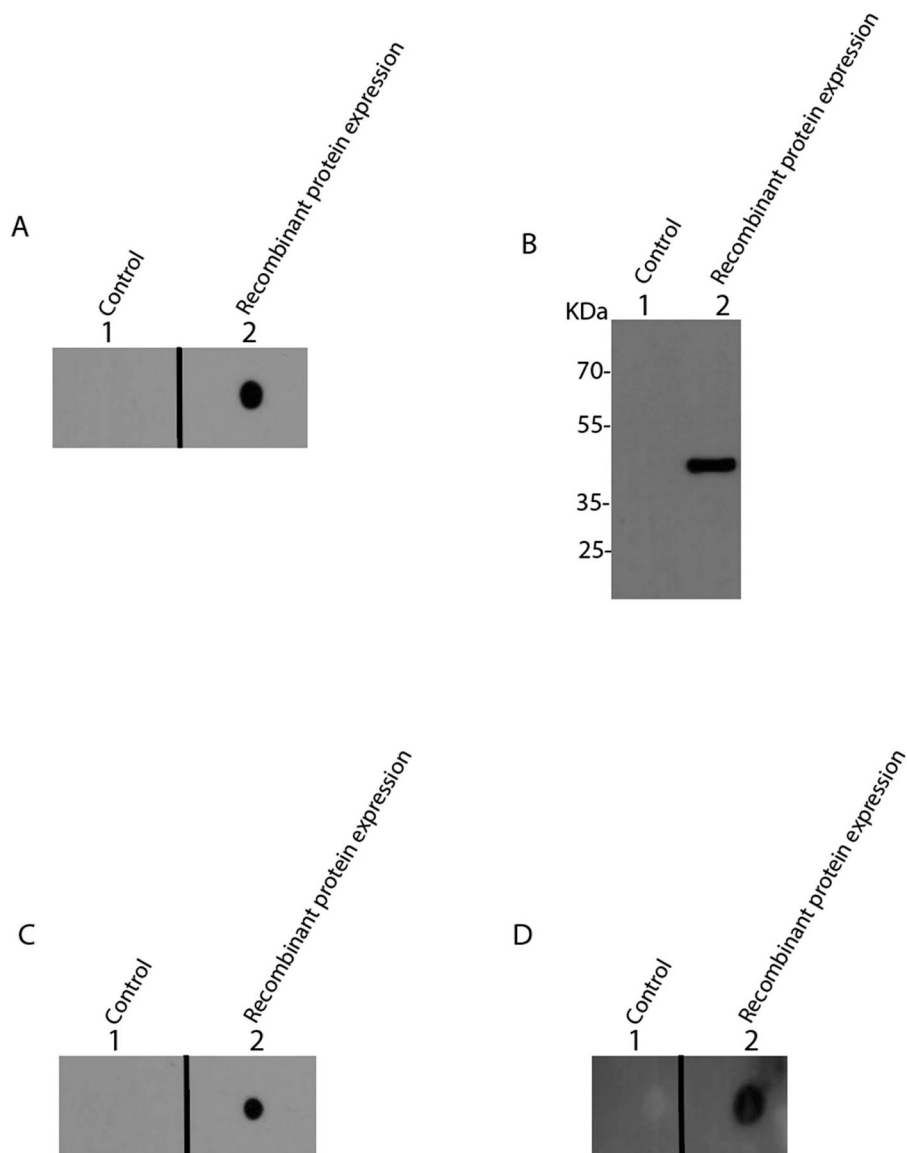 A
Control
Recombinant protein expression
1
2
B
Control
Recombinant protein expression
KDa
1
2
70-
55-
35-
25-
C
Control
Recombinant protein expression
1
2
D
Control
Recombinant protein expression
1
2